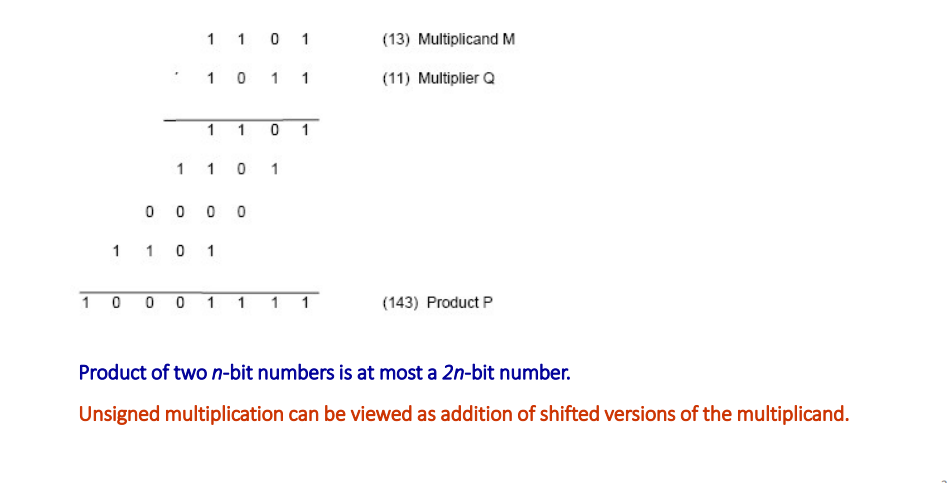 1 1 0 1 (13) Multiplicand M
1 0 1 1 (11) Multiplier Q
1 1 0 1
1 1 0 1
0 0 0 0
1 1 0 1
1 0 0 0 1 1 1 1 (143) Product P
Product of two n-bit numbers is at most a 2n-bit number.
Unsigned multiplication can be viewed as addition of shifted versions of the multiplicand.